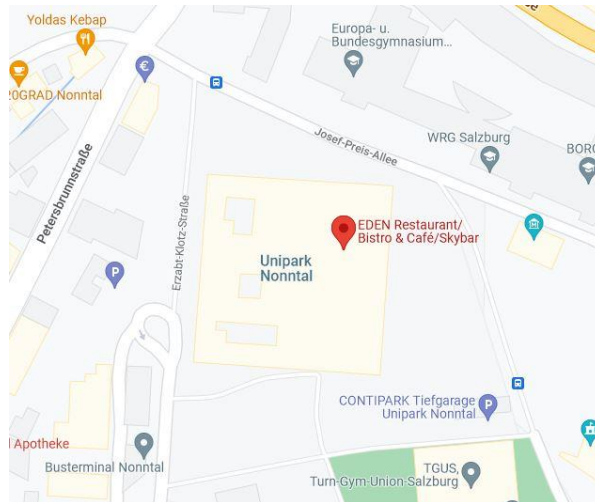 Yoldas Kebap
Europa- u.
Bundesgymnasium...
€
20GRAD Nonntal
Josef-Preis-Allee
WRG Salzburg
BORG
Petersbrunnstraße
Erzabt-Klotz-Straße
EDEN Restaurant/
Bistro & Café/Skybar
Unipark
Nonntal
P
CONTIPARK Tiefgarage
Unipark Nonntal
P
Apotheke
Busterminal Nonntal
TGUS,
Turn-Gym-Union-Salzburg